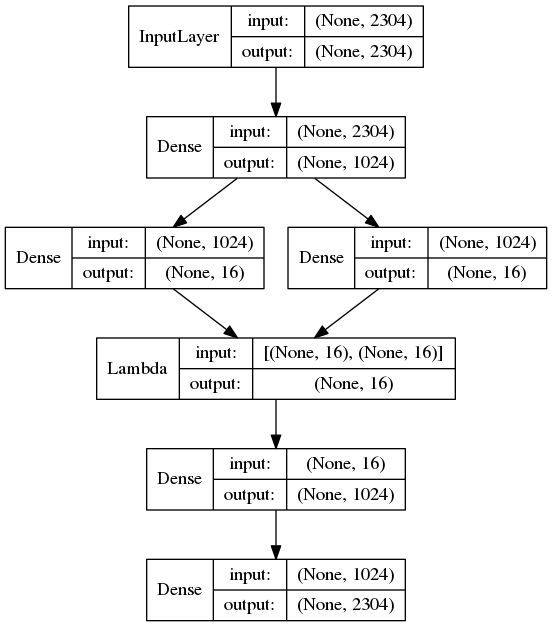 InputLayer
input: (None, 2304)
output: (None, 2304)
Dense
input: (None, 2304)
output: (None, 1024)
Dense
input: (None, 1024)
output: (None, 16)
Dense
input: (None, 1024)
output: (None, 16)
Lambda
input: [(None, 16), (None, 16)]
output: (None, 16)
Dense
input: (None, 16)
output: (None, 1024)
Dense
input: (None, 1024)
output: (None, 2304)